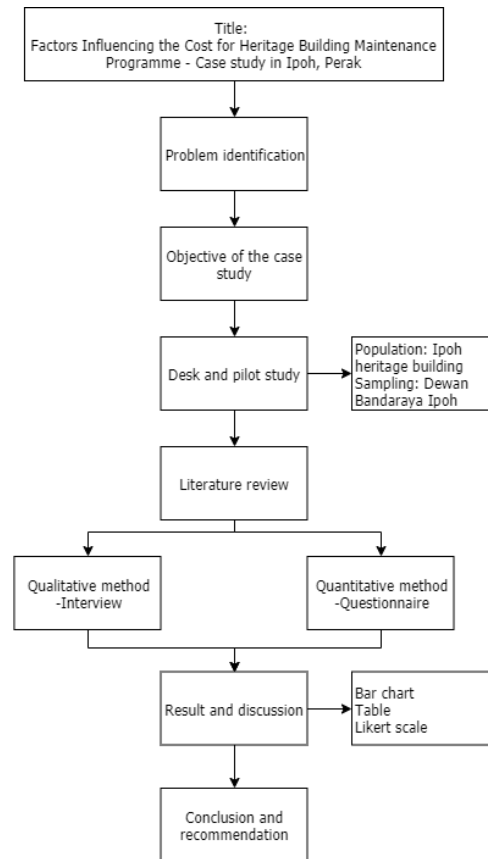 Title:
Factors Influencing the Cost for Heritage Building Maintenance
Programme - Case study in Ipoh, Perak
Problem identification
Objective of the case
study
Desk and pilot study
Population: Ipoh
heritage building
Sampling: Dewan
Bandaraya Ipoh
Literature review
Qualitative method
-Interview
Quantitative method
-Questionnaire
Result and discussion
Bar chart
Table
Likert scale
Conclusion and
recommendation